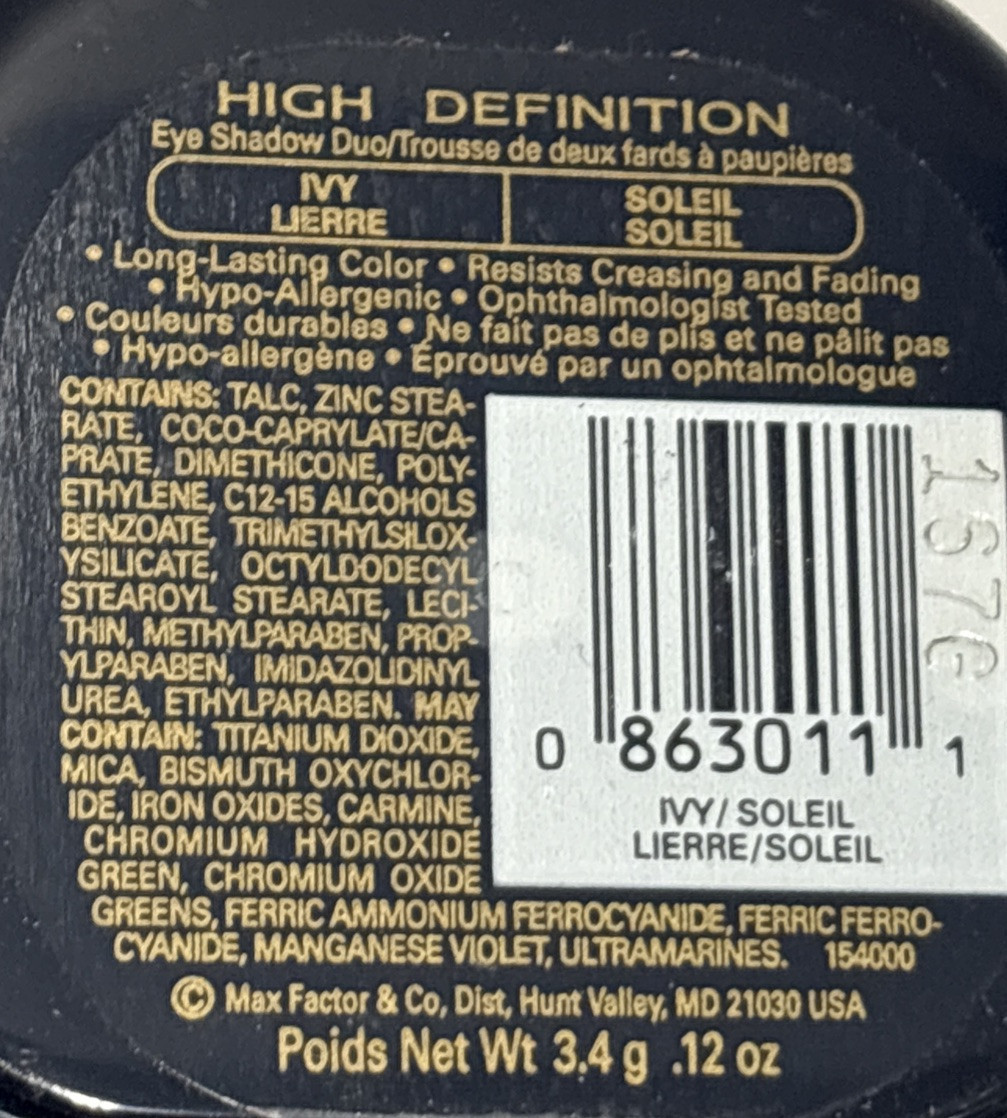 HIGH DEFINITION
Eye Shadow Duo/Trousse de deux fards à paupières
IVY
LIERRE
SOLEIL
SOLEIL
• Long-Lasting Color • Resists Creasing and Fading
• Hypo-Allergenic • Ophthalmologist Tested
• Couleurs durables • Ne fait pas de plis et ne pâlit pas
• Hypo-allergène • Éprouvé par un ophtalmologue
CONTAINS: TALC, ZINC STEA-
RATE, COCO-CAPRYLATE/CA-
PRATE, DIMETHICONE, POLY-
ETHYLENE, C12-15 ALCOHOLS
BENZOATE, TRIMETHYLSILOX-
YSILICATE, OCTYLDODECYL
STEAROYL STEARATE, LECI-
THIN, METHYLPARABEN, PROP-
YLPARABEN, IMIDAZOLIDINYL
UREA, ETHYLPARABEN. MAY
CONTAIN: TITANIUM DIOXIDE,
MICA, BISMUTH OXYCHLOR-
IDE, IRON OXIDES, CARMINE,
CHROMIUM HYDROXIDE
GREEN, CHROMIUM OXIDE
GREENS, FERRIC AMMONIUM FERROCYANIDE, FERRIC FERRO-
CYANIDE, MANGANESE VIOLET, ULTRAMARINES. 154000
© Max Factor & Co, Dist, Hunt Valley, MD 21030 USA
Poids Net Wt 3.4 g .12 oz
0 863011 1
IVY/SOLEIL
LIERRE/SOLEIL